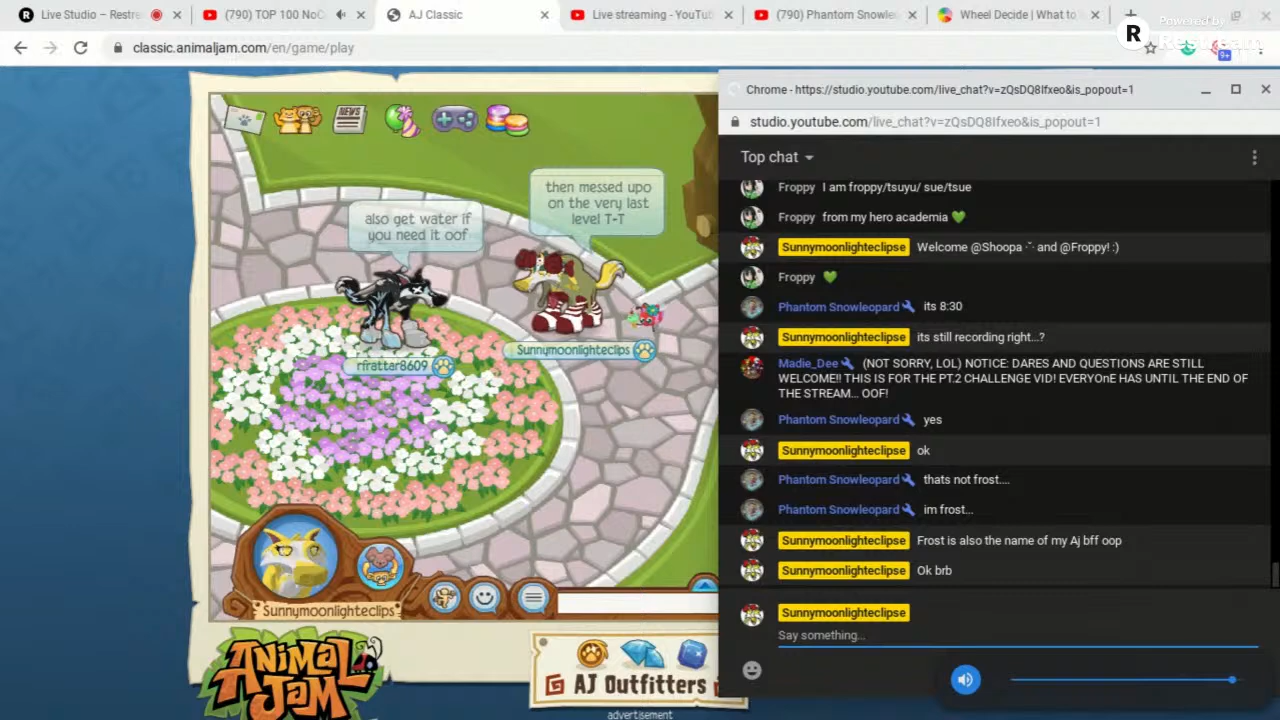 Live Studio – Restre
(790) TOP 100 NoC
AJ Classic
Live streaming - YouTu
(790) Phantom Snowle
Wheel Decide | What to
Powered by
Restream
classic.animaljam.com/en/game/play
9+
Chrome - https://studio.youtube.com/live_chat?v=zQsDQ8Ifxeo&is_popout=1
studio.youtube.com/live_chat?v=zQsDQ8Ifxeo&is_popout=1
Top chat
NEWS
then messed upo
on the very last
level T-T
also get water if
you need it oof
rfrattar8609
Sunnymoonlighteclips
Froppy I am froppy/tsuyu/ sue/tsue
Froppy from my hero academia 💚
Sunnymoonlighteclipse Welcome @Shoopa ·˘· and @Froppy! :)
Froppy 💚
Phantom Snowleopard its 8:30
Sunnymoonlighteclipse its still recording right...?
Madie_Dee (NOT SORRY, LOL) NOTICE: DARES AND QUESTIONS ARE STILL
WELCOME!! THIS IS FOR THE PT.2 CHALLENGE VID! EVERYOnE HAS UNTIL THE END OF
THE STREAM... OOF!
Phantom Snowleopard yes
Sunnymoonlighteclipse ok
Phantom Snowleopard thats not frost....
Phantom Snowleopard im frost...
Sunnymoonlighteclipse Frost is also the name of my Aj bff oop
Sunnymoonlighteclipse Ok brb
Sunnymoonlighteclipse
Say something...
Sunnymoonlighteclips
ANIMAL
JAM
AJ Outfitters
advertisement